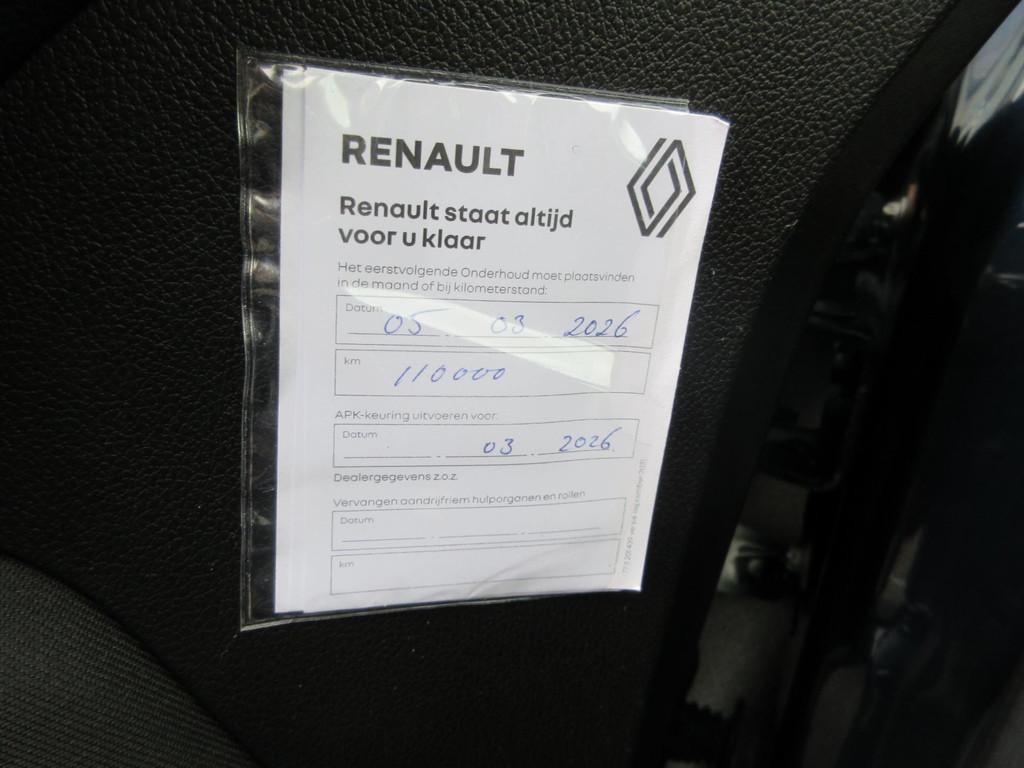 RENAULT
Renault staat altijd
voor u klaar
Het eerstvolgende Onderhoud moet plaatsvinden
in de maand of bij kilometerstand:
Datum 05 03 2026
km 110000
APK-keuring uitvoeren voor:
Datum 03 2026
Dealergegevens z.o.z.
Vervangen aandrijfriem hulporganen en rollen
Datum
km